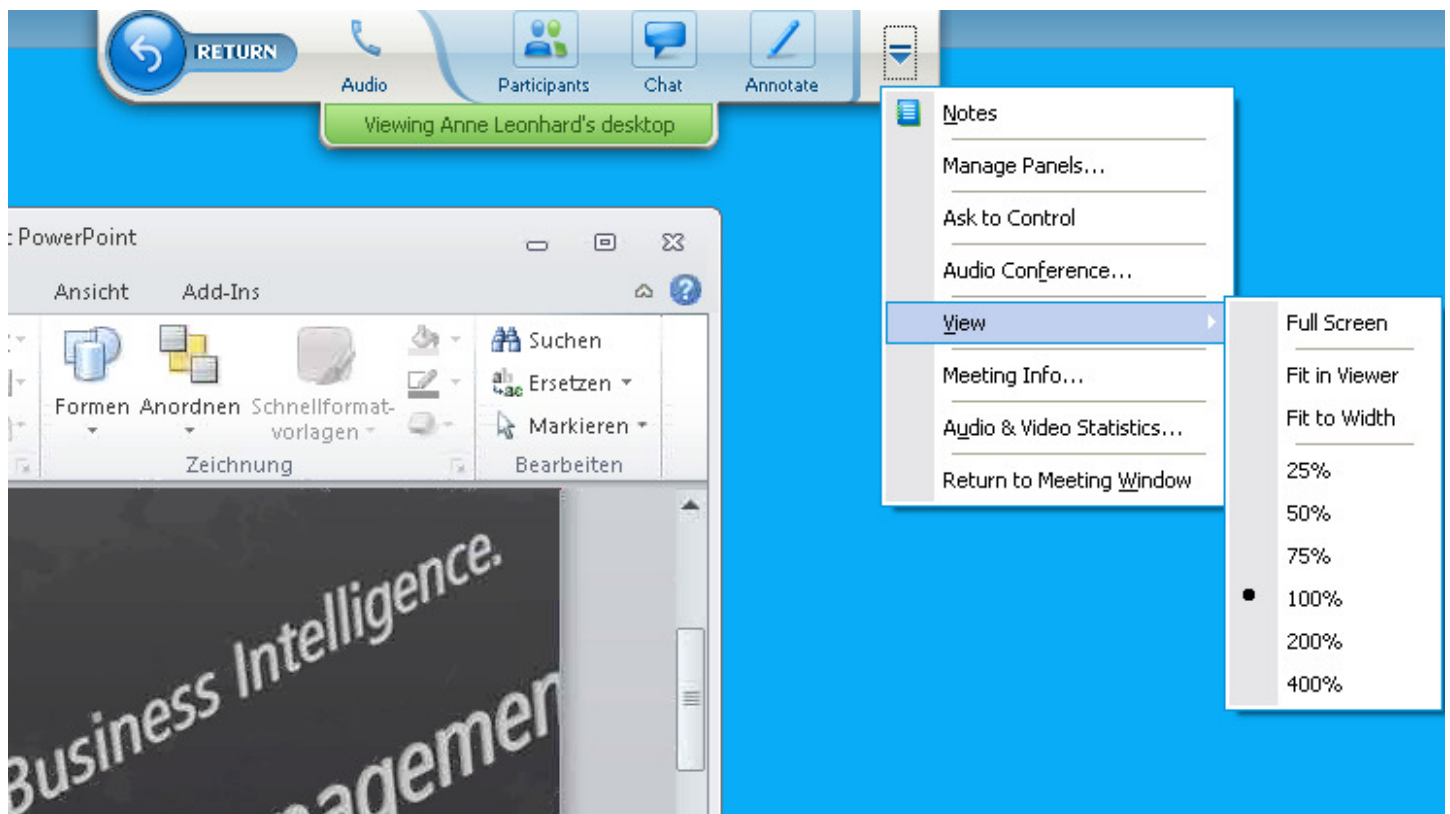 RETURN
Audio
Participants
Chat
Annotate
Viewing Anne Leonhard's desktop
Notes
Manage Panels...
Ask to Control
Audio Conference...
View
Meeting Info...
Audio & Video Statistics...
Return to Meeting Window
Full Screen
Fit in Viewer
Fit to Width
25%
50%
75%
100%
200%
400%
PowerPoint
Ansicht Add-Ins
Suchen
ab
ac Ersetzen
Markieren
Formen Anordnen Schnellformat-
vorlagen
Zeichnung Bearbeiten
Business Intelligence.